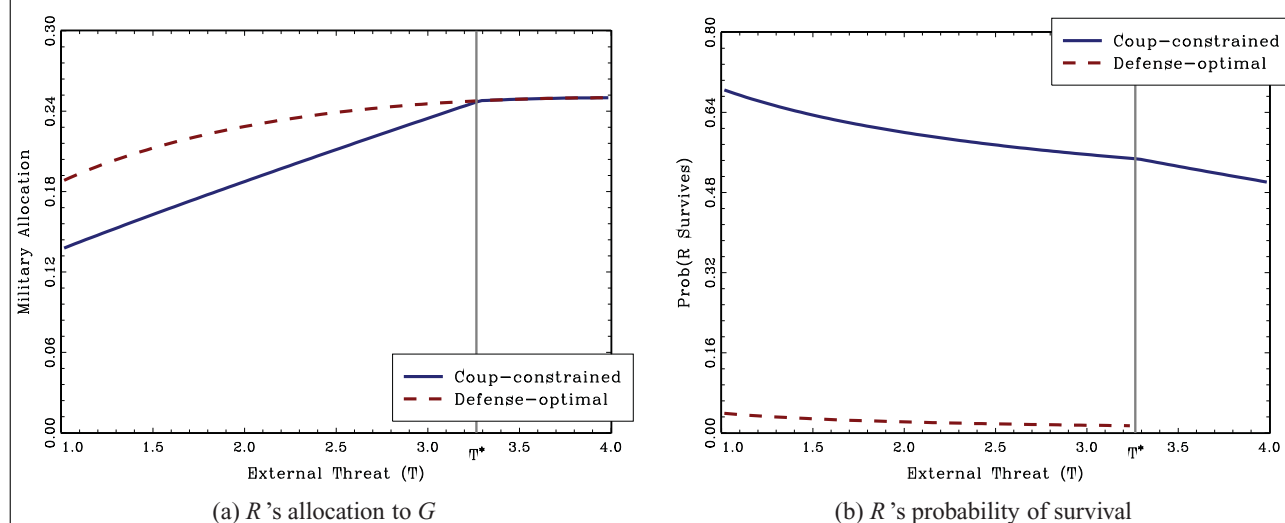 0.30
0.24
0.18
0.12
0.06
0.00
Military Allocation
Coup-constrained
Defense-optimal
1.0 1.5 2.0 2.5 3.0 3.5 4.0
T*
External Threat (T)
(a) R's allocation to G
0.80
0.64
0.48
0.32
0.16
0.00
Prob(R Survives)
Coup-constrained
Defense-optimal
1.0 1.5 2.0 2.5 3.0 3.5 4.0
T*
External Threat (T)
(b) R's probability of survival